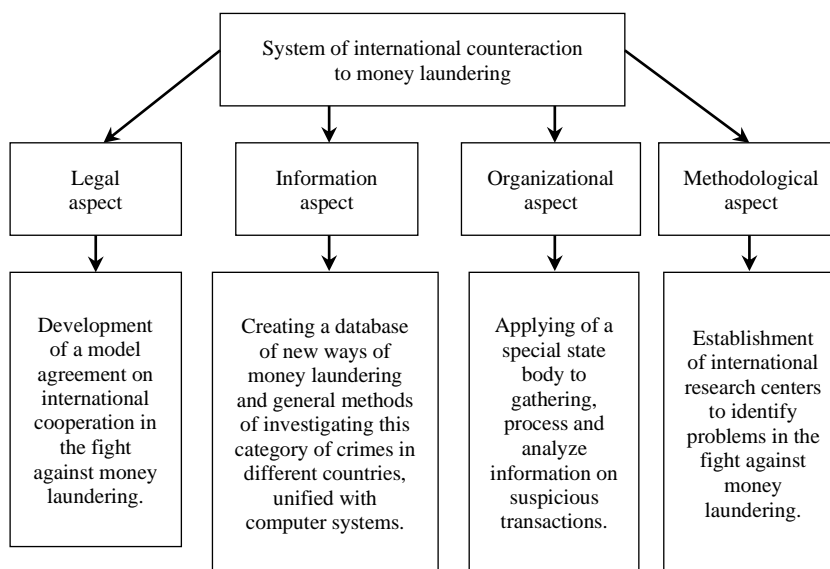 System of international counteraction
to money laundering
Legal
aspect
Information
aspect
Organizational
aspect
Methodological
aspect
Development
of a model
agreement on
international
cooperation in
the fight
against money
laundering.
Creating a database
of new ways of
money laundering
and general methods
of investigating this
category of crimes in
different countries,
unified with
computer systems.
Applying of a
special state
body to
gathering,
process and
analyze
information on
suspicious
transactions.
Establishment
of international
research centers
to identify
problems in the
fight against
money
laundering.